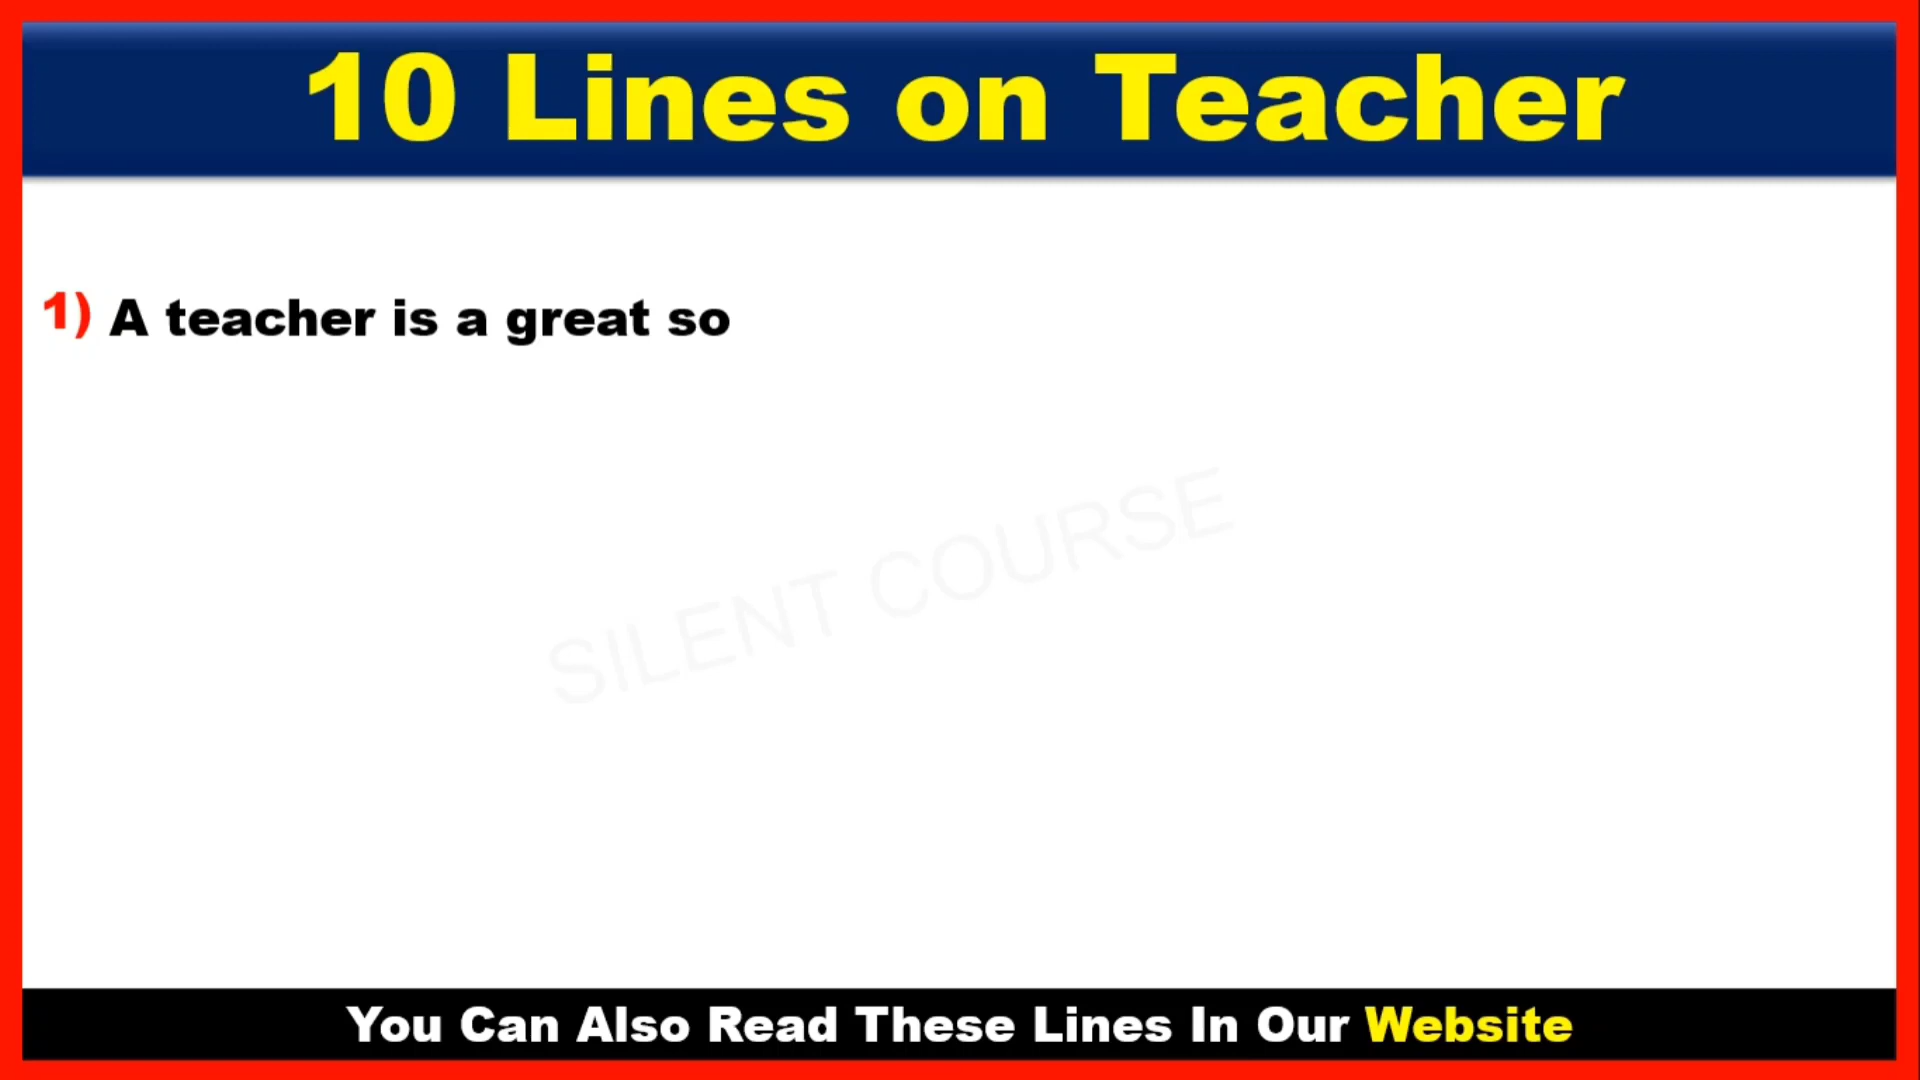 10 Lines on Teacher
1) A teacher is a great so
SILENT COURSE
You Can Also Read These Lines In Our Website